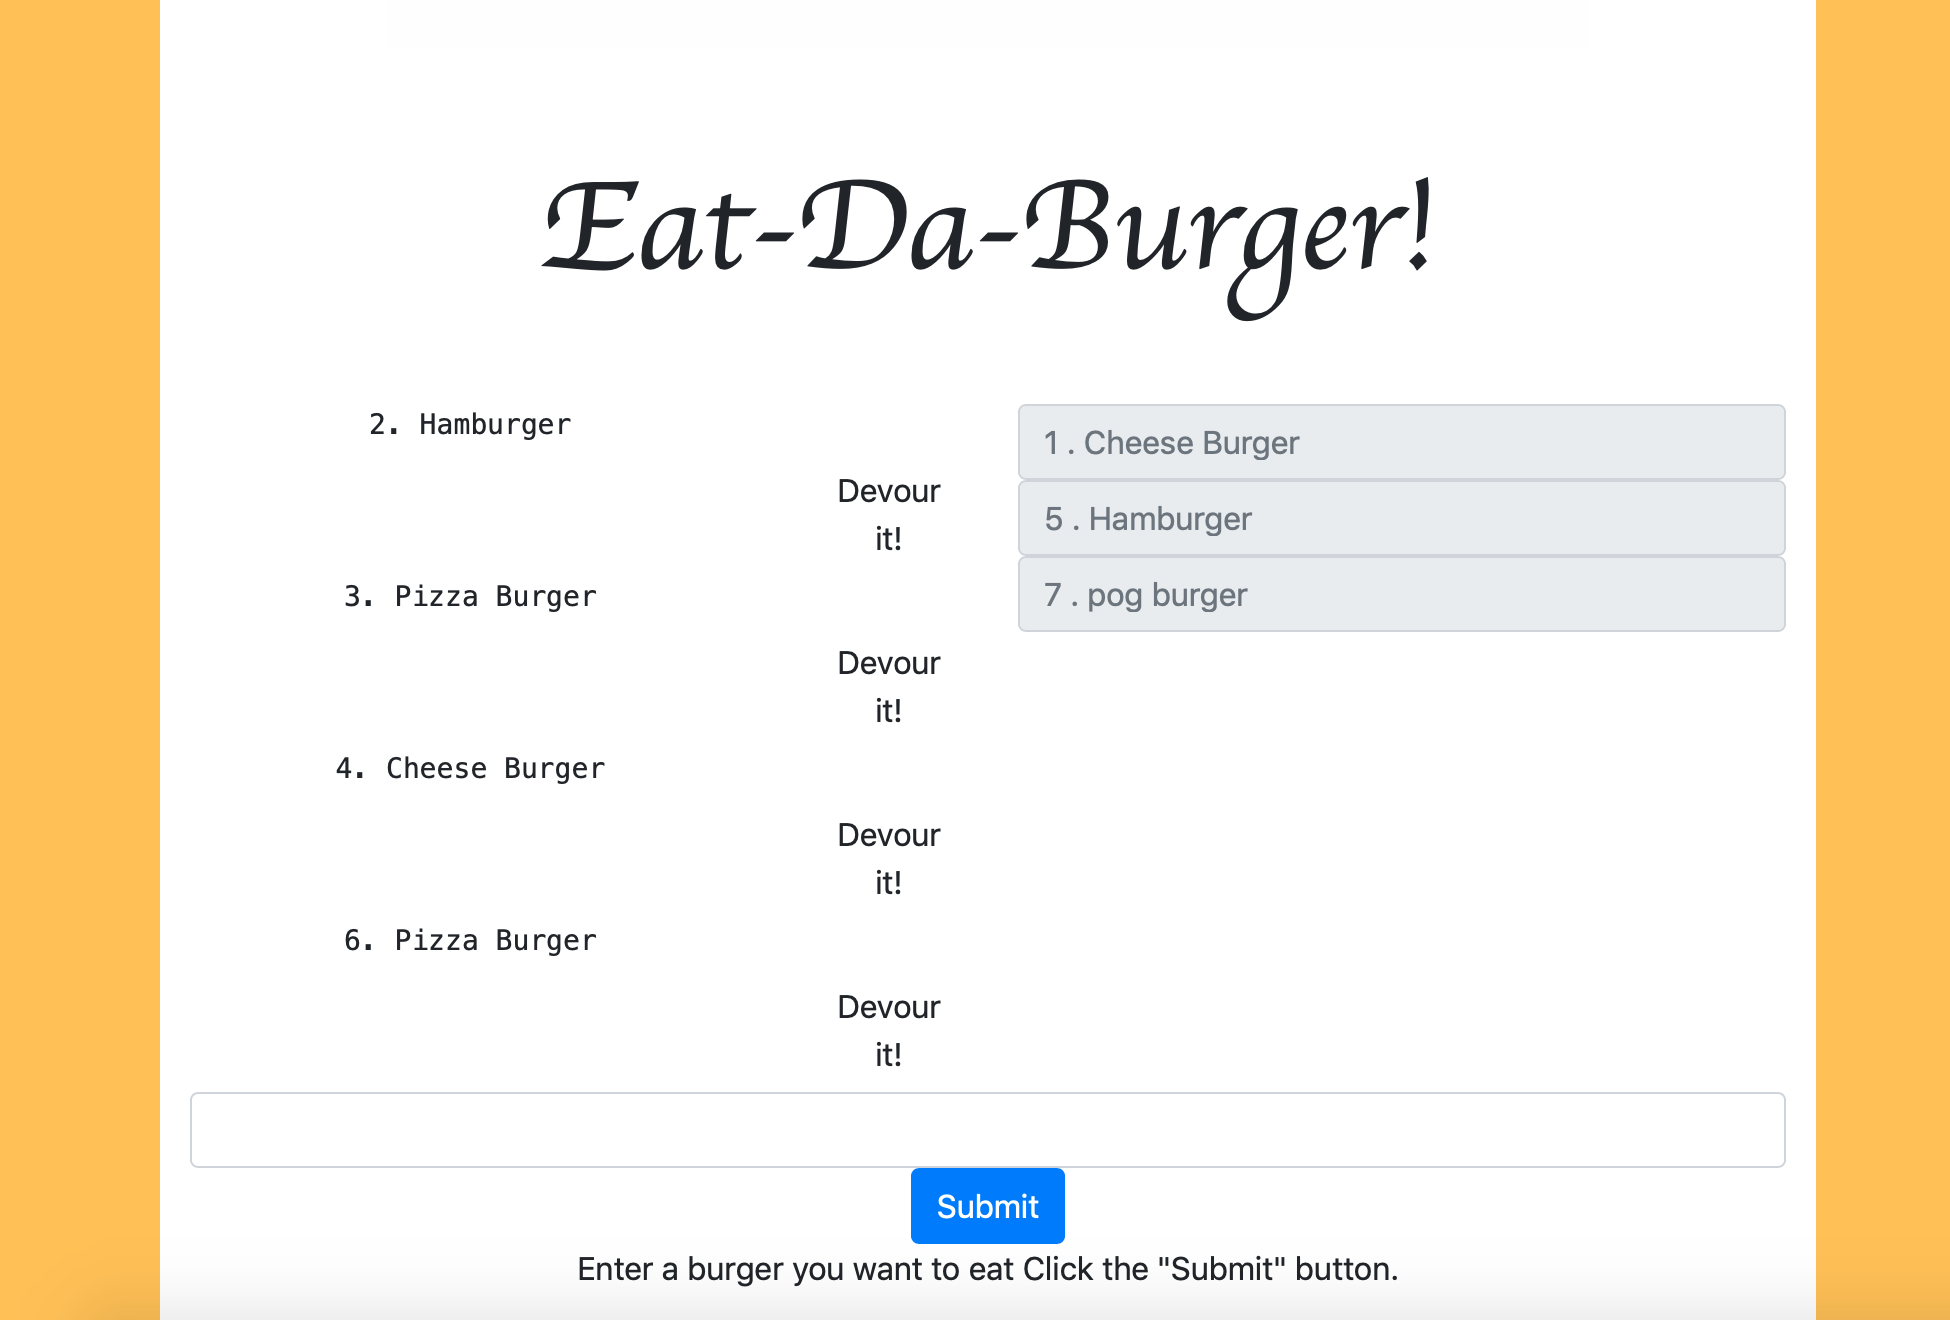 Eat-Da-Burger!
2. Hamburger
Devour
it!
3. Pizza Burger
Devour
it!
4. Cheese Burger
Devour
it!
6. Pizza Burger
Devour
it!
1 . Cheese Burger
5 . Hamburger
7 . pog burger
Submit
Enter a burger you want to eat Click the "Submit" button.